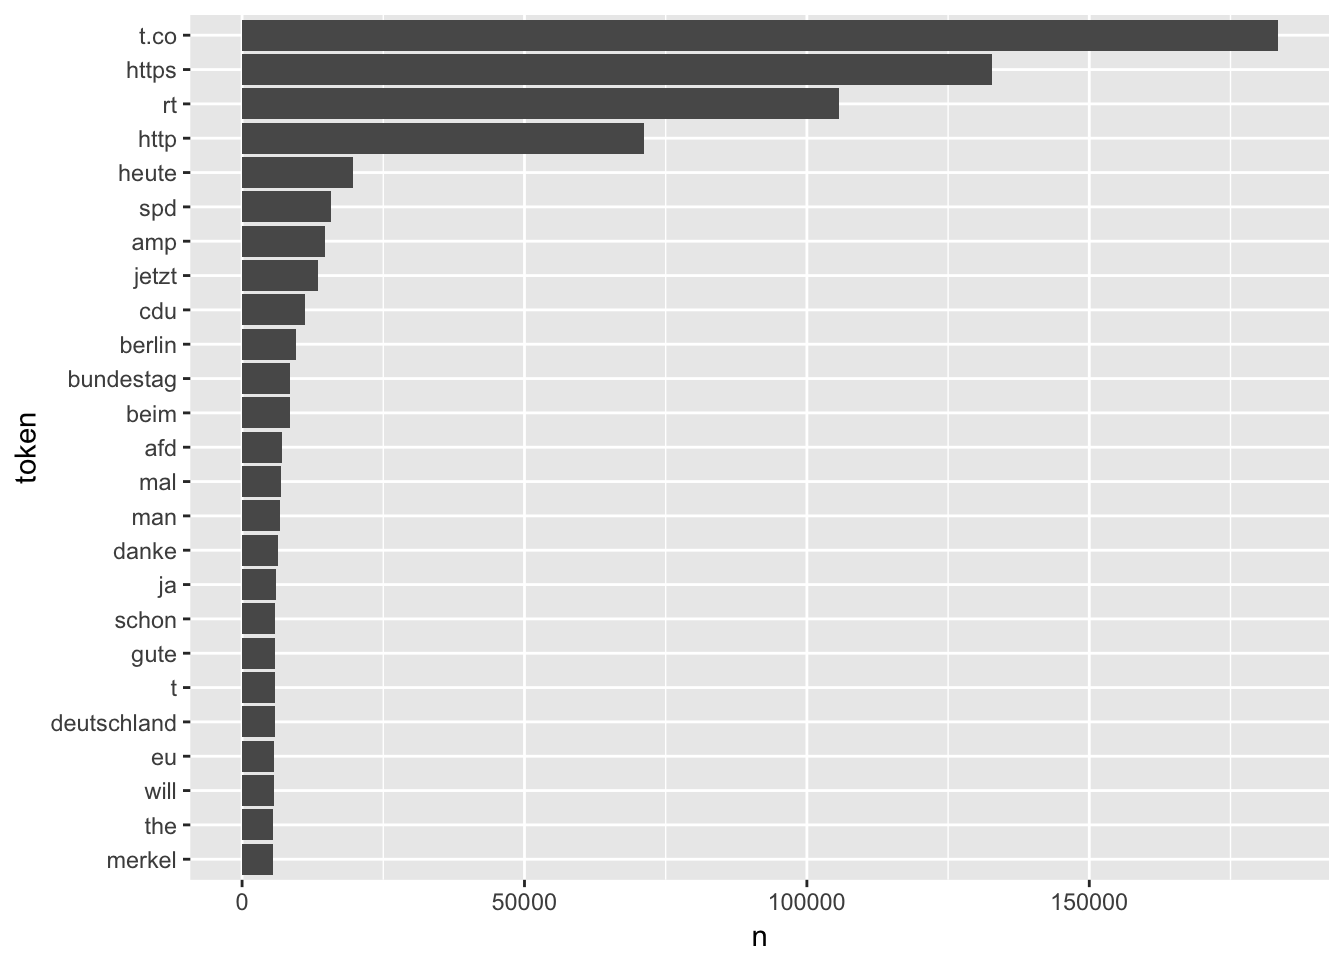 t.co
https
rt
http
heute
spd
amp
jetzt
cdu
berlin
bundestag
beim
afd
mal
man
danke
ja
schon
gute
t
deutschland
eu
will
the
merkel
token
0 50000 100000 150000
n